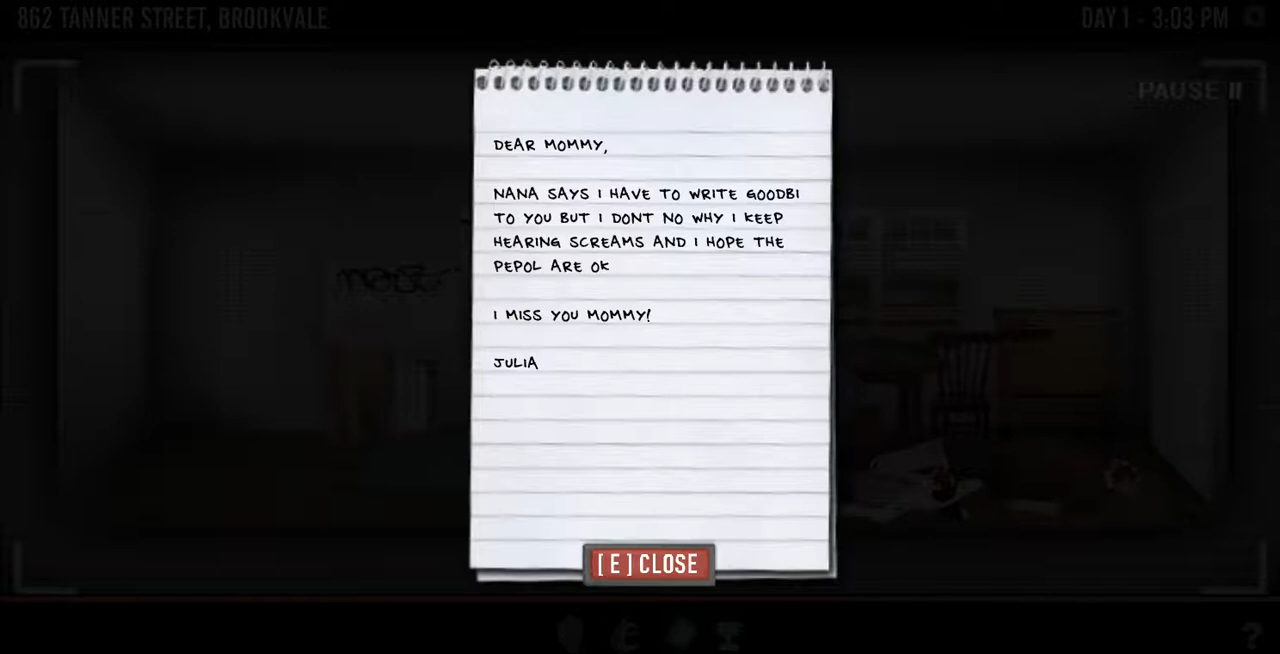 862 TANNER STREET, BROOKVALE
DAY 1 - 3:03 PM
PAUSE II
DEAR MOMMY,
NANA SAYS I HAVE TO WRITE GOODBI
TO YOU BUT I DONT NO WHY I KEEP
HEARING SCREAMS AND I HOPE THE
PEPOL ARE OK
I MISS YOU MOMMY!
JULIA
[ E ] CLOSE
?